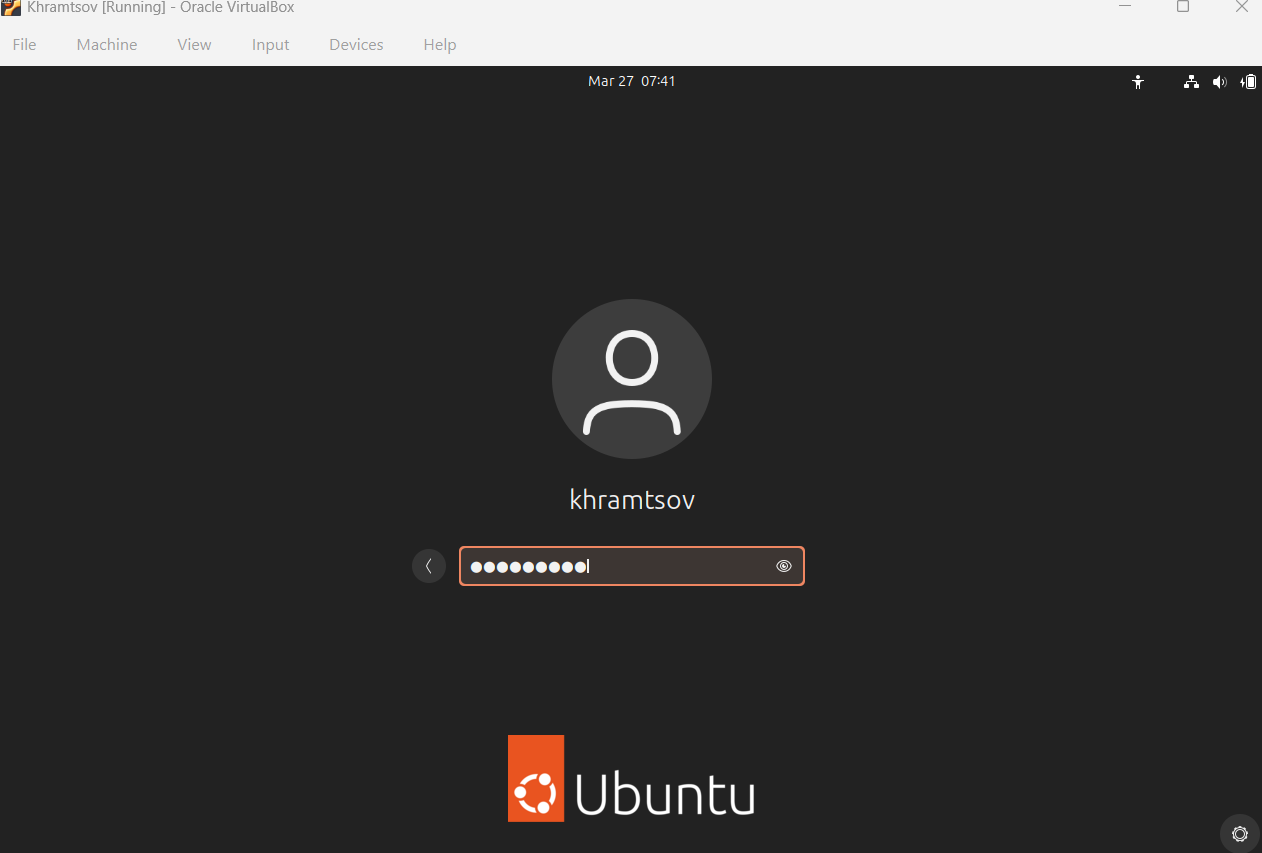 Khramtsov [Running] - Oracle VirtualBox
File Machine View Input Devices Help
Mar 27 07:41
khramtsov
●●●●●●●●●
Ubuntu